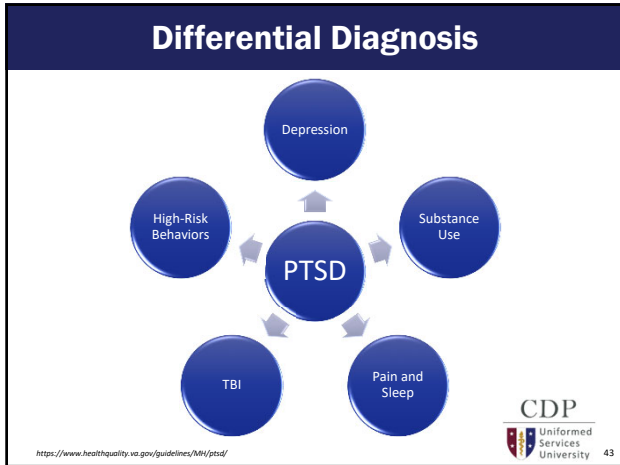 Differential Diagnosis
Depression
High-Risk
Behaviors
Substance
Use
PTSD
TBI
Pain and
Sleep
CDP
Uniformed
Services
University
https://www.healthquality.va.gov/guidelines/MH/ptsd/
43